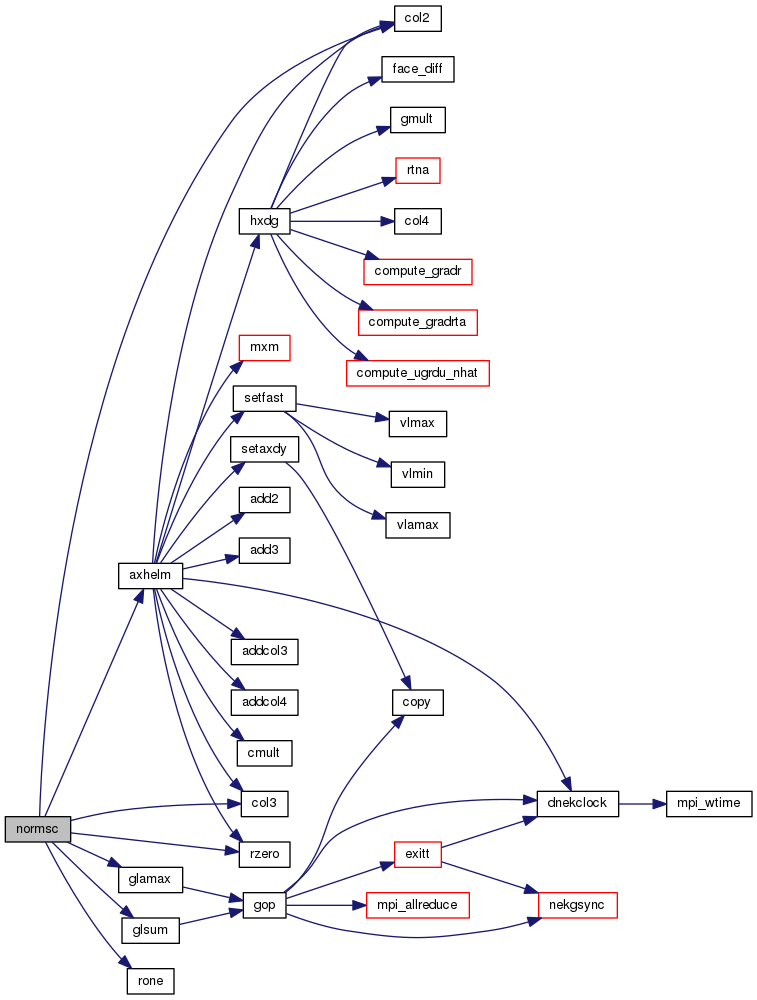 col2
face_diff
gmult
rtna
hxdg
col4
compute_gradr
compute_gradrta
mxm
compute_ugrdu_nhat
setfast
vlmax
setaxdy
vlmin
add2
vlamax
add3
axhelm
addcol3
addcol4
copy
cmult
col3
dnekclock
mpi_wtime
normsc
rzero
exitt
glamax
gop
mpi_allreduce
nekgsync
glsum
rone